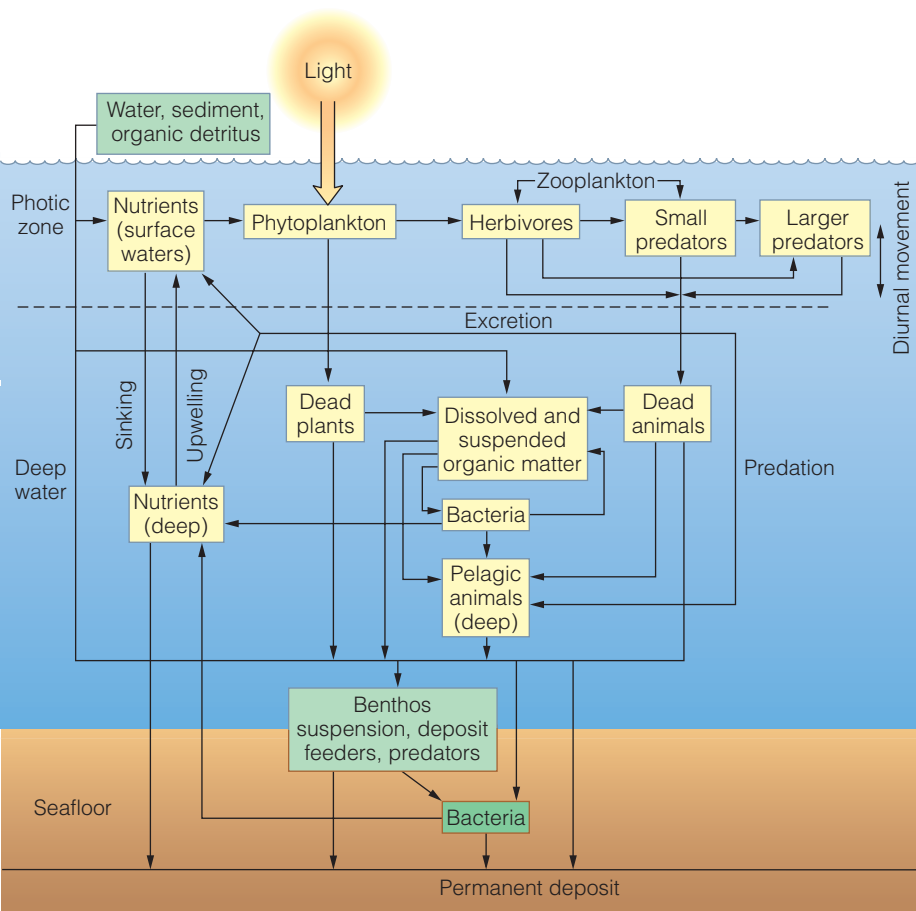 Light
Water, sediment,
organic detritus
Photic
zone
Nutrients
(surface
waters)
Phytoplankton
Zooplankton
Herbivores
Small
predators
Larger
predators
Diurnal movement
Excretion
Sinking
Upwelling
Dead
plants
Dissolved and
suspended
organic matter
Dead
animals
Deep
water
Predation
Nutrients
(deep)
Bacteria
Pelagic
animals
(deep)
Benthos
suspension, deposit
feeders, predators
Seafloor
Bacteria
Permanent deposit